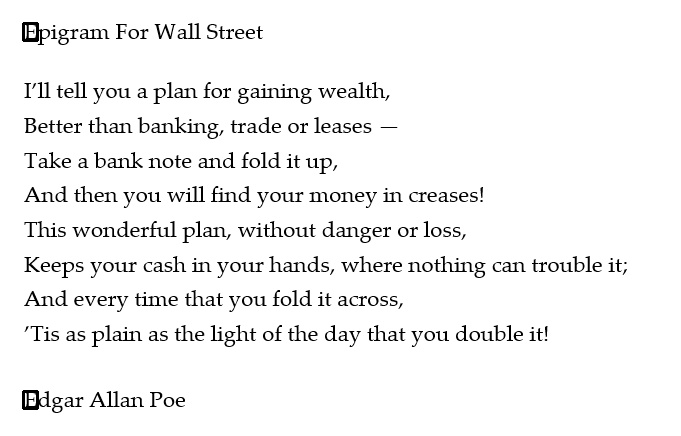 Epigram For Wall Street
I’ll tell you a plan for gaining wealth,
Better than banking, trade or leases —
Take a bank note and fold it up,
And then you will find your money in creases!
This wonderful plan, without danger or loss,
Keeps your cash in your hands, where nothing can trouble it;
And every time that you fold it across,
’Tis as plain as the light of the day that you double it!
Edgar Allan Poe